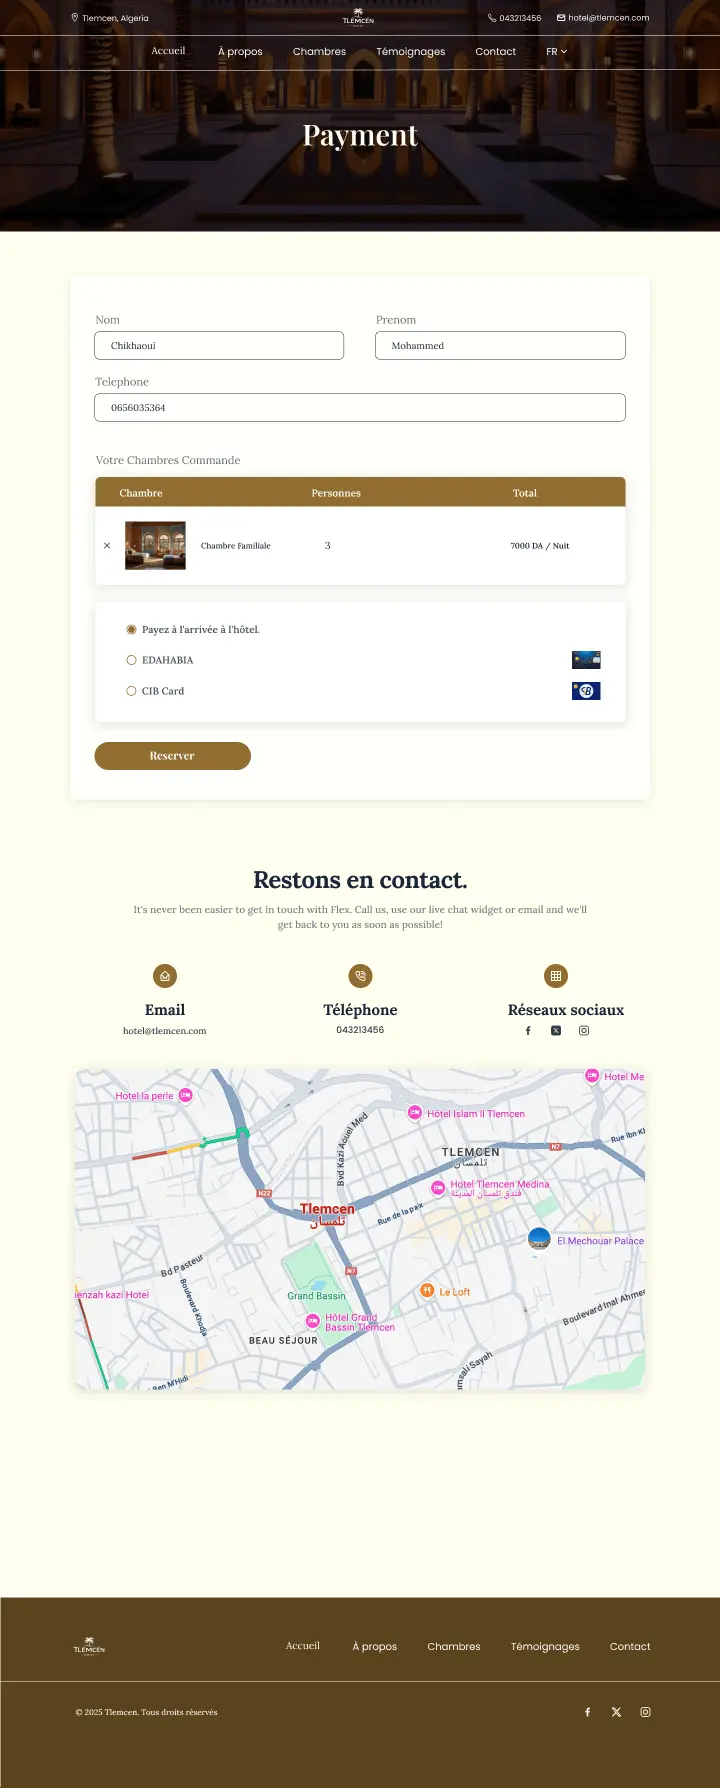 Tlemcen, Algeria
TLEMCEN
043213456
hotel@tlemcen.com
Accueil
À propos
Chambres
Témoignages
Contact
FR
Payment
Nom
Prenom
Chikhaoui
Mohammed
Telephone
0656035364
Votre Chambres Commande
Chambre
Personnes
Total
Chambre Familiale
3
7000 DA / Nuit
Payez à l'arrivée à l'hôtel.
EDAHABIA
CIB Card
Reserver
Restons en contact.
It's never been easier to get in touch with Flex. Call us, use our live chat widget or email and we'll
get back to you as soon as possible!
Email
Téléphone
Réseaux sociaux
hotel@tlemcen.com
043213456
Hotel la perle
Hotel Me
Hôtel Islam II Tlemcen
Bvd Kazi Aouel Med
N7
Rue Ibn Kh
TLEMCEN
تلمسان
Hotel Tlemcen Medina
فندق تلمسان المدينة
N22
Tlemcen
تلمسان
Rue de la paix
El Mechouar Palace
Bd Pasteur
N7
Boulevard Khodja
Grand Bassin
Le Loft
ienzah kazi Hotel
Hôtel Grand
Bassin Tlemcen
Boulevard Inal Ahmed
BEAU SÉJOUR
Ben M'Hidi
msali Sayah
TLEMCEN
Accueil
À propos
Chambres
Témoignages
Contact
© 2025 Tlemcen. Tous droits réservés